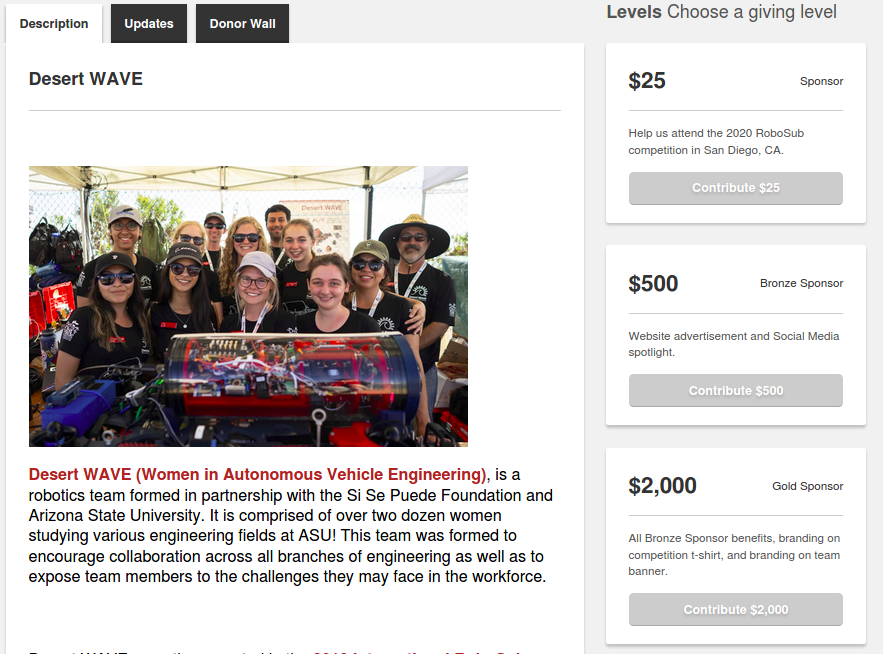 Description
Updates
Donor Wall
Levels Choose a giving level
Desert WAVE
Desert WAVE
Desert WAVE (Women in Autonomous Vehicle Engineering), is a
robotics team formed in partnership with the Si Se Puede Foundation and
Arizona State University. It is comprised of over two dozen women
studying various engineering fields at ASU! This team was formed to
encourage collaboration across all branches of engineering as well as to
expose team members to the challenges they may face in the workforce.
$25
Sponsor
Help us attend the 2020 RoboSub
competition in San Diego, CA.
Contribute $25
$500
Bronze Sponsor
Website advertisement and Social Media
spotlight.
Contribute $500
$2,000
Gold Sponsor
All Bronze Sponsor benefits, branding on
competition t-shirt, and branding on team
banner.
Contribute $2,000